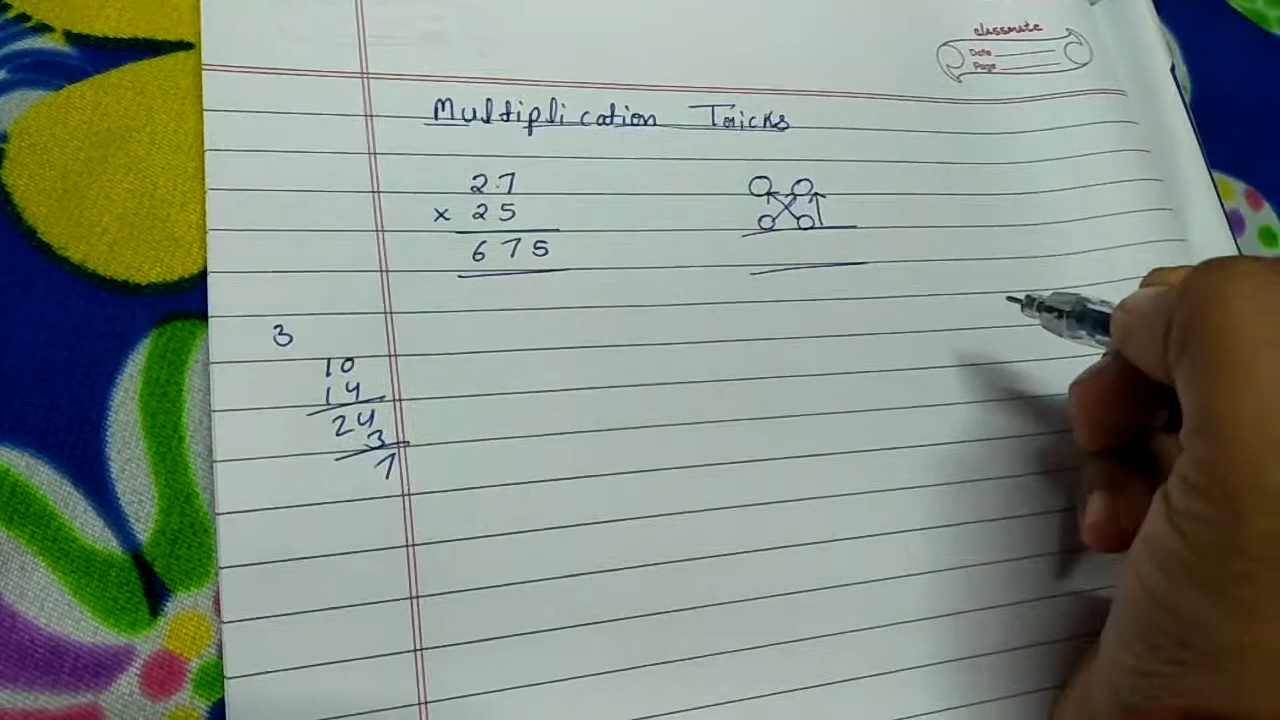 classmate
Date
Page
Multiplication Tricks
27
x 25
675
3
10
14
24
3
7